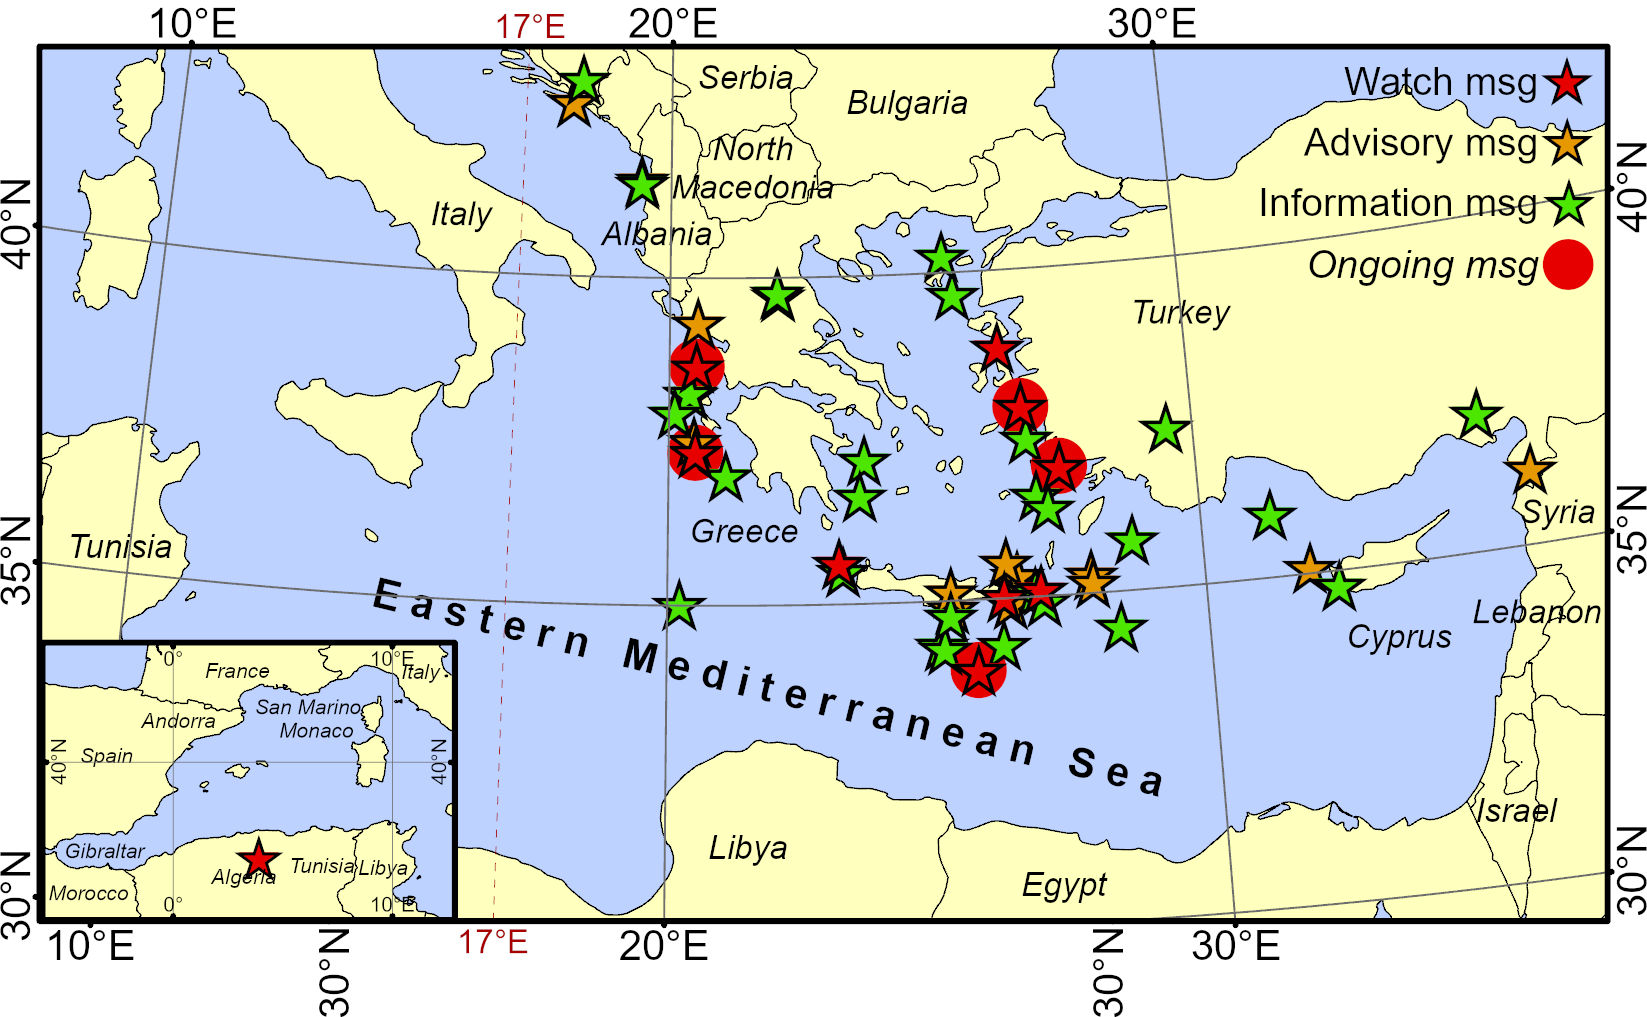 10°E
17°E
20°E
30°E
Watch msg
Advisory msg
Information msg
Ongoing msg
Serbia
Bulgaria
North
Macedonia
Italy
Albania
Turkey
40°N
40°N
Greece
Tunisia
Syria
35°N
35°N
Lebanon
Cyprus
Eastern Mediterranean Sea
Israel
Libya
Egypt
30°N
30°N
0°
10°E
France
Italy
San Marino
Monaco
Andorra
Spain
40°N
40°N
Gibraltar
Algeria
Tunisia
Libya
Morocco
0°
10°E
10°E
17°E
20°E
30°E
30°N
30°N